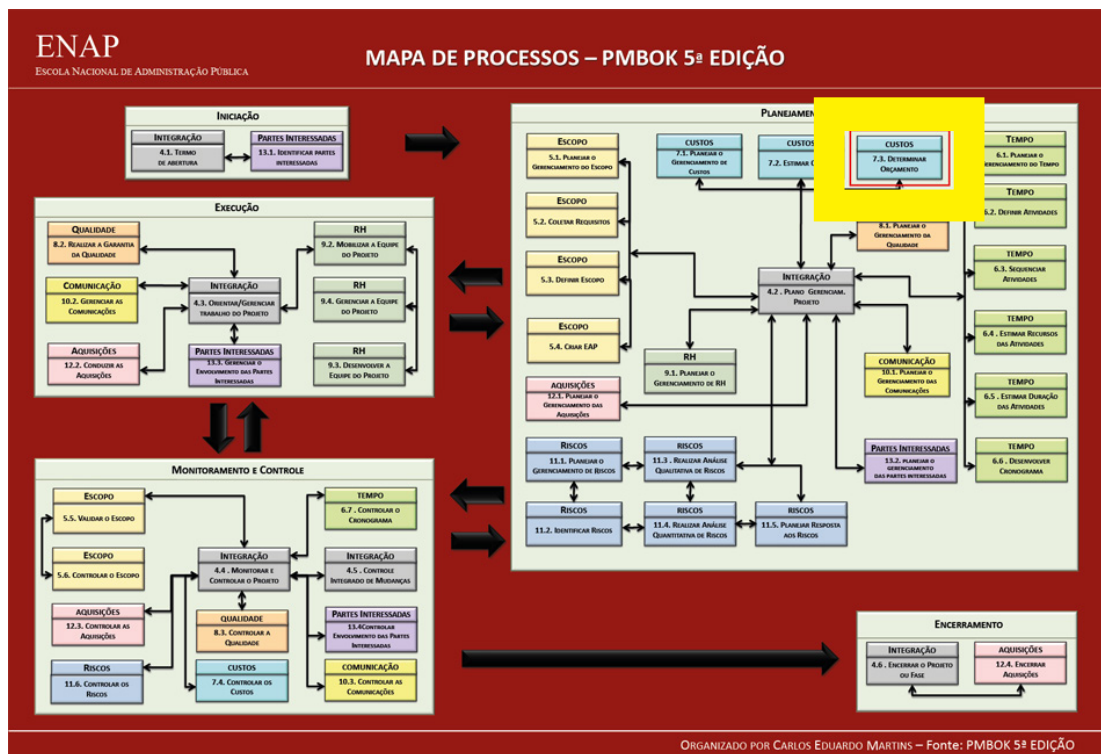 ENAP
ESCOLA NACIONAL DE ADMINISTRAÇÃO PÚBLICA
MAPA DE PROCESSOS – PMBOK 5ª EDIÇÃO
INICIAÇÃO
INTEGRAÇÃO
4.1. TERMO
DE ABERTURA
PARTES INTERESSADAS
13.1. IDENTIFICAR PARTES
INTERESSADAS
EXECUÇÃO
QUALIDADE
8.2. REALIZAR A GARANTIA
DA QUALIDADE
RH
9.2. MOBILIZAR A EQUIPE
DO PROJETO
COMUNICAÇÃO
10.2. GERENCIAR AS
COMUNICAÇÕES
INTEGRAÇÃO
4.3. ORIENTAR/GERENCIAR
TRABALHO DO PROJETO
RH
9.4. GERENCIAR A EQUIPE
DO PROJETO
AQUISIÇÕES
12.2. CONDUZIR AS
AQUISIÇÕES
PARTES INTERESSADAS
13.3. GERENCIAR O
ENVOLVIMENTO DAS PARTES
INTERESSADAS
RH
9.3. DESENVOLVER A
EQUIPE DO PROJETO
PLANEJAMEN
ESCOPO
5.1. PLANEJAR O
GERENCIAMENTO DO ESCOPO
CUSTOS
7.1. PLANEJAR O
GERENCIAMENTO DE
CUSTOS
CUSTOS
7.2. ESTIMAR
CUSTOS
7.3. DETERMINAR
ORÇAMENTO
TEMPO
6.1. PLANEJAR O
GERENCIAMENTO DO TEMPO
ESCOPO
5.2. COLETAR REQUISITOS
8.1. PLANEJAR O
GERENCIAMENTO DA
QUALIDADE
TEMPO
6.2. DEFINIR ATIVIDADES
ESCOPO
5.3. DEFINIR ESCOPO
INTEGRAÇÃO
4.2. PLANO GERENCIAM.
PROJETO
TEMPO
6.3. SEQUENCIAR
ATIVIDADES
ESCOPO
5.4. CRIAR EAP
RH
9.1. PLANEJAR O
GERENCIAMENTO DE RH
COMUNICAÇÃO
10.1. PLANEJAR O
GERENCIAMENTO DAS
COMUNICAÇÕES
TEMPO
6.4 . ESTIMAR RECURSOS
DAS ATIVIDADES
AQUISIÇÕES
12.1. PLANEJAR O
GERENCIAMENTO DAS
AQUISIÇÕES
TEMPO
6.5 . ESTIMAR DURAÇÃO
DAS ATIVIDADES
RISCOS
11.1. PLANEJAR O
GERENCIAMENTO DE RISCOS
RISCOS
11.3 . REALIZAR ANÁLISE
QUALITATIVA DE RISCOS
PARTES INTERESSADAS
13.2. PLANEJAR O
GERENCIAMENTO
DAS PARTES INTERESSADAS
TEMPO
6.6 . DESENVOLVER
CRONOGRAMA
RISCOS
11.2. IDENTIFICAR RISCOS
RISCOS
11.4. REALIZAR ANÁLISE
QUANTITATIVA DE RISCOS
RISCOS
11.5. PLANEJAR RESPOSTA
AOS RISCOS
MONITORAMENTO E CONTROLE
ESCOPO
5.5. VALIDAR O ESCOPO
TEMPO
6.7 . CONTROLAR O
CRONOGRAMA
ESCOPO
5.6. CONTROLAR O ESCOPO
INTEGRAÇÃO
4.4 . MONITORAR E
CONTROLAR O PROJETO
INTEGRAÇÃO
4.5 . CONTROLE
INTEGRADO DE MUDANÇAS
AQUISIÇÕES
12.3. CONTROLAR AS
AQUISIÇÕES
QUALIDADE
8.3. CONTROLAR A
QUALIDADE
PARTES INTERESSADAS
13.4CONTROLAR
ENVOLVIMENTO DAS PARTES
INTERESSADAS
RISCOS
11.6. CONTROLAR OS
RISCOS
CUSTOS
7.4. CONTROLAR OS
CUSTOS
COMUNICAÇÃO
10.3. CONTROLAR AS
COMUNICAÇÕES
ENCERRAMENTO
INTEGRAÇÃO
4.6 . ENCERRAR O PROJETO
OU FASE
AQUISIÇÕES
12.4. ENCERRAR
AQUISIÇÕES
ORGANIZADO POR CARLOS EDUARDO MARTINS – FONTE: PMBOK 5ª EDIÇÃO